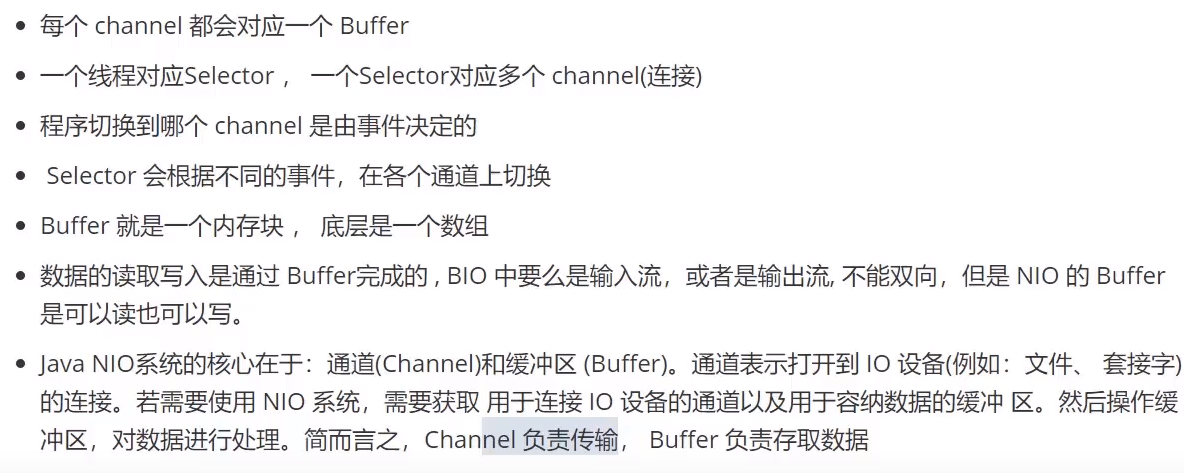 每个 channel 都会对应一个 Buffer
一个线程对应Selector ， 一个Selector对应多个 channel(连接)
程序切换到哪个 channel 是由事件决定的
Selector 会根据不同的事件，在各个通道上切换
Buffer 就是一个内存块 ， 底层是一个数组
数据的读取写入是通过 Buffer完成的 , BIO 中要么是输入流，或者是输出流, 不能双向，但是 NIO 的 Buffer
是可以读也可以写。
Java NIO系统的核心在于：通道(Channel)和缓冲区 (Buffer)。通道表示打开到 IO 设备(例如：文件、 套接字)
的连接。若需要使用 NIO 系统，需要获取 用于连接 IO 设备的通道以及用于容纳数据的缓冲 区。然后操作缓
冲区，对数据进行处理。简而言之，Channel 负责传输， Buffer 负责存取数据